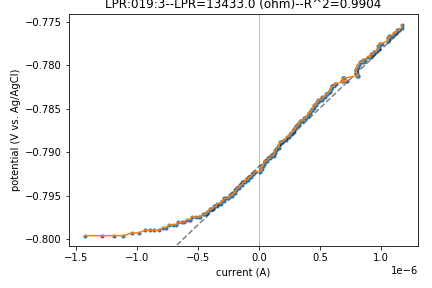 LPR:019:3--LPR=13433.0 (ohm)--R^2=0.9904
potential (V vs. Ag/AgCl)
−0.775
−0.780
−0.785
−0.790
−0.795
−0.800
−1.5 −1.0 −0.5 0.0 0.5 1.0
1e−6
current (A)